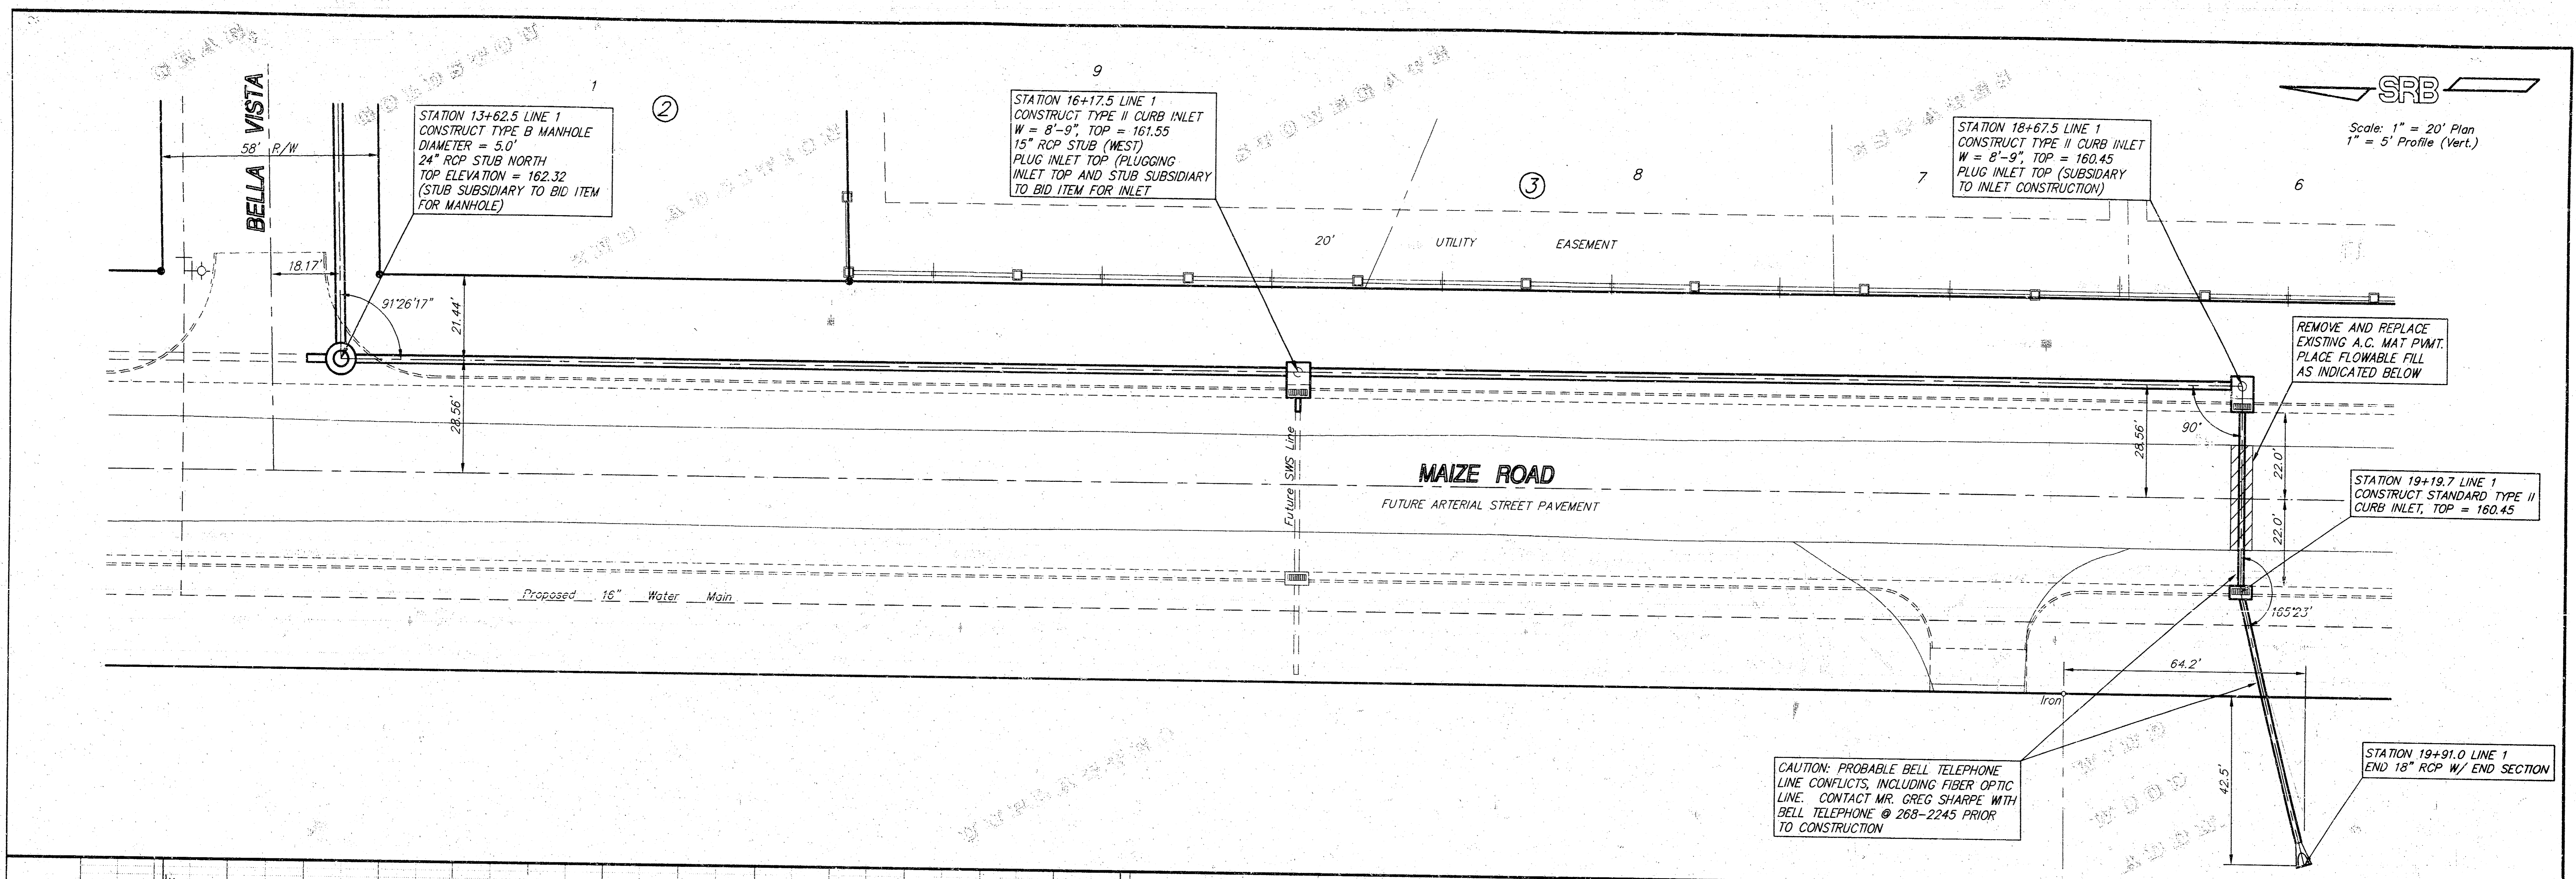 SRB
Scale: 1" = 20' Plan
1" = 5' Profile (Vert.)
BELLA VISTA
58' R/W
18.17'
91°26'17"
21.44'
28.56'
1
2
9
STATION 13+62.5 LINE 1
CONSTRUCT TYPE B MANHOLE
DIAMETER = 5.0'
24" RCP STUB NORTH
TOP ELEVATION = 162.32
(STUB SUBSIDIARY TO BID ITEM
FOR MANHOLE)
STATION 16+17.5 LINE 1
CONSTRUCT TYPE II CURB INLET
W = 8'-9", TOP = 161.55
15" RCP STUB (WEST)
PLUG INLET TOP (PLUGGING
INLET TOP AND STUB SUBSIDIARY
TO BID ITEM FOR INLET
3
8
7
6
20' UTILITY EASEMENT
STATION 18+67.5 LINE 1
CONSTRUCT TYPE II CURB INLET
W = 8'-9", TOP = 160.45
PLUG INLET TOP (SUBSIDARY
TO INLET CONSTRUCTION)
REMOVE AND REPLACE
EXISTING A.C. MAT PVMT.
PLACE FLOWABLE FILL
AS INDICATED BELOW
28.56'
90°
22.0'
22.0'
Future SWS Line
MAIZE ROAD
FUTURE ARTERIAL STREET PAVEMENT
STATION 19+19.7 LINE 1
CONSTRUCT STANDARD TYPE II
CURB INLET, TOP = 160.45
Proposed 16" Water Main
165°23'
64.2'
Iron
42.5'
CAUTION: PROBABLE BELL TELEPHONE
LINE CONFLICTS, INCLUDING FIBER OPTIC
LINE. CONTACT MR. GREG SHARPE WITH
BELL TELEPHONE @ 268-2245 PRIOR
TO CONSTRUCTION
STATION 19+91.0 LINE 1
END 18" RCP W/ END SECTION